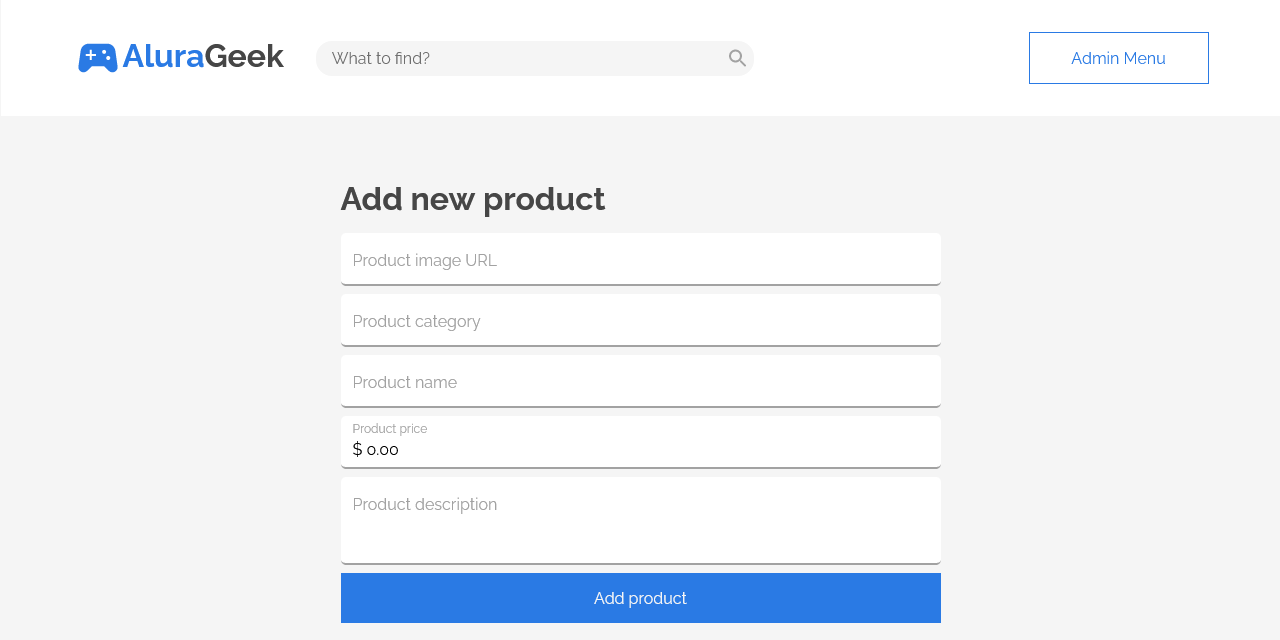 AluraGeek
What to find?
Admin Menu
Add new product
Product image URL
Product category
Product name
Product price
$ 0.00
Product description
Add product